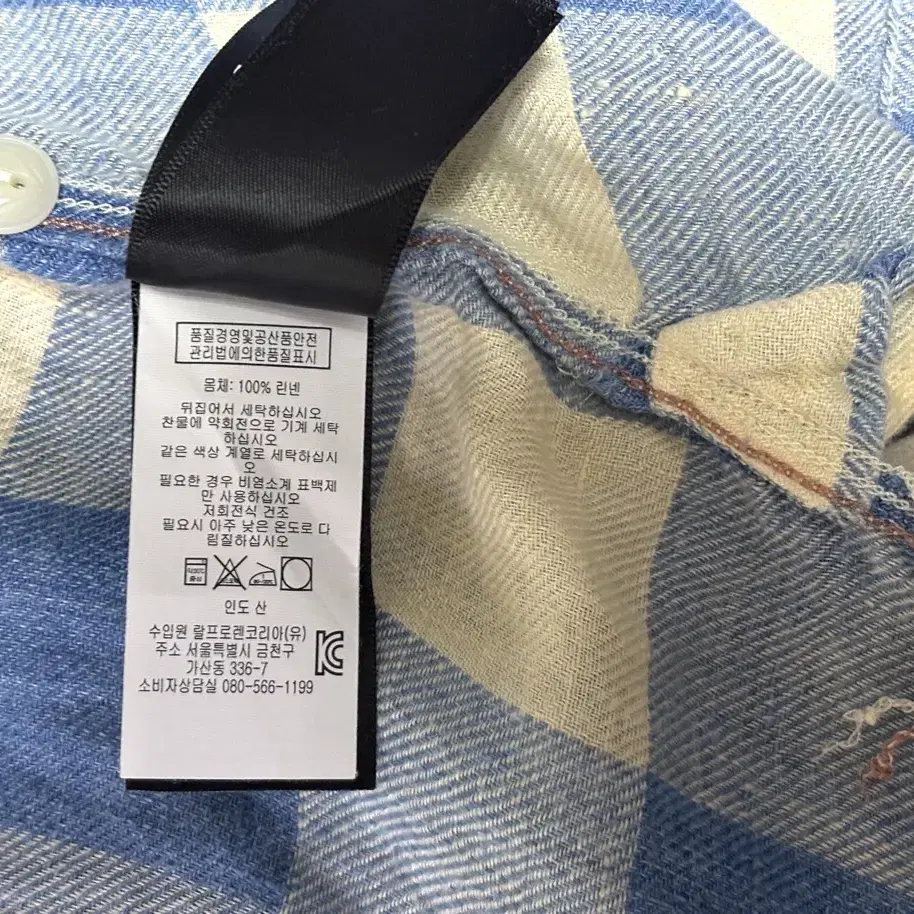 품질경영및공산품안전
관리법에의한품질표시
몸체: 100% 린넨
뒤집어서 세탁하십시오
찬물에 약회전으로 기계 세탁
하십시오
같은 색상 계열로 세탁하십시
오
필요한 경우 비염소계 표백제
만 사용하십시오
저회전식 건조
필요시 아주 낮은 온도로 다
림질하십시오
인도 산
수입원 랄프로렌코리아(유)
주소 서울특별시 금천구
가산동 336-7
소비자상담실 080-566-1199